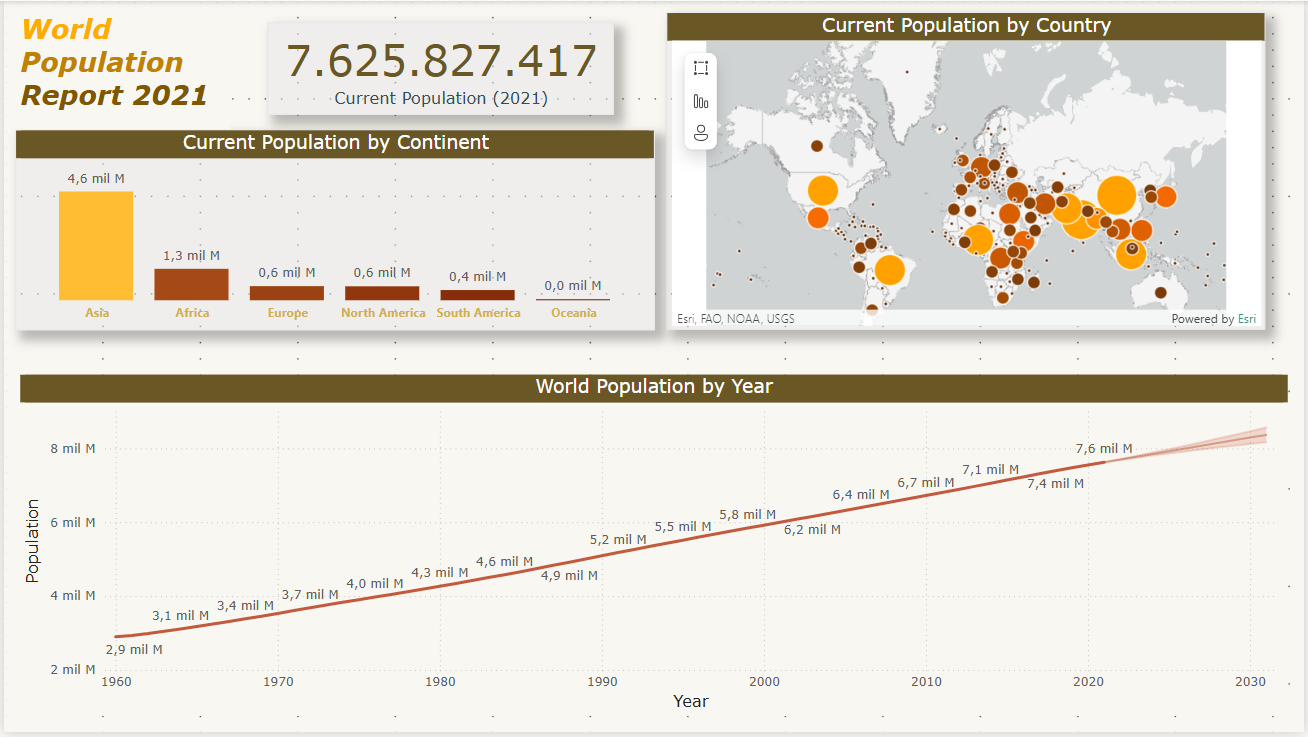 World
Population
Report 2021
7.625.827.417
Current Population (2021)
Current Population by Country
Esri, FAO, NOAA, USGS
Powered by Esri
Current Population by Continent
4,6 mil M
1,3 mil M
0,6 mil M
0,6 mil M
0,4 mil M
0,0 mil M
Asia
Africa
Europe
North America
South America
Oceania
World Population by Year
Population
8 mil M
6 mil M
4 mil M
2 mil M
2,9 mil M
3,1 mil M
3,4 mil M
3,7 mil M
4,0 mil M
4,3 mil M
4,6 mil M
4,9 mil M
5,2 mil M
5,5 mil M
5,8 mil M
6,2 mil M
6,4 mil M
6,7 mil M
7,1 mil M
7,4 mil M
7,6 mil M
1960
1970
1980
1990
2000
2010
2020
2030
Year